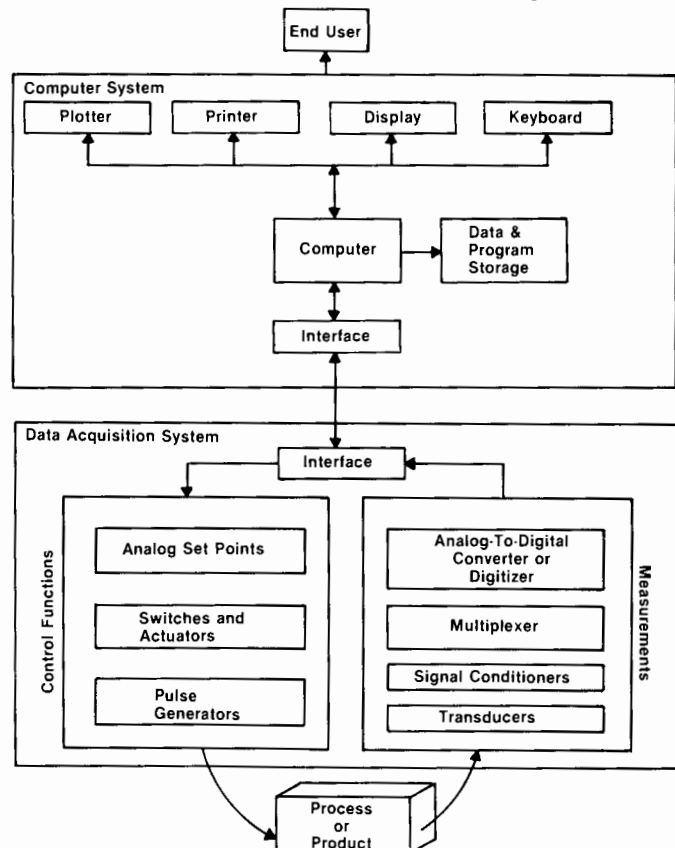 End User
Computer System
Plotter
Printer
Display
Keyboard
Computer
Data &
Program
Storage
Interface
Data Acquisition System
Interface
Control Functions
Analog Set Points
Switches and
Actuators
Pulse
Generators
Analog-To-Digital
Converter or
Digitizer
Multiplexer
Signal Conditioners
Transducers
Measurements
Process
or
Product